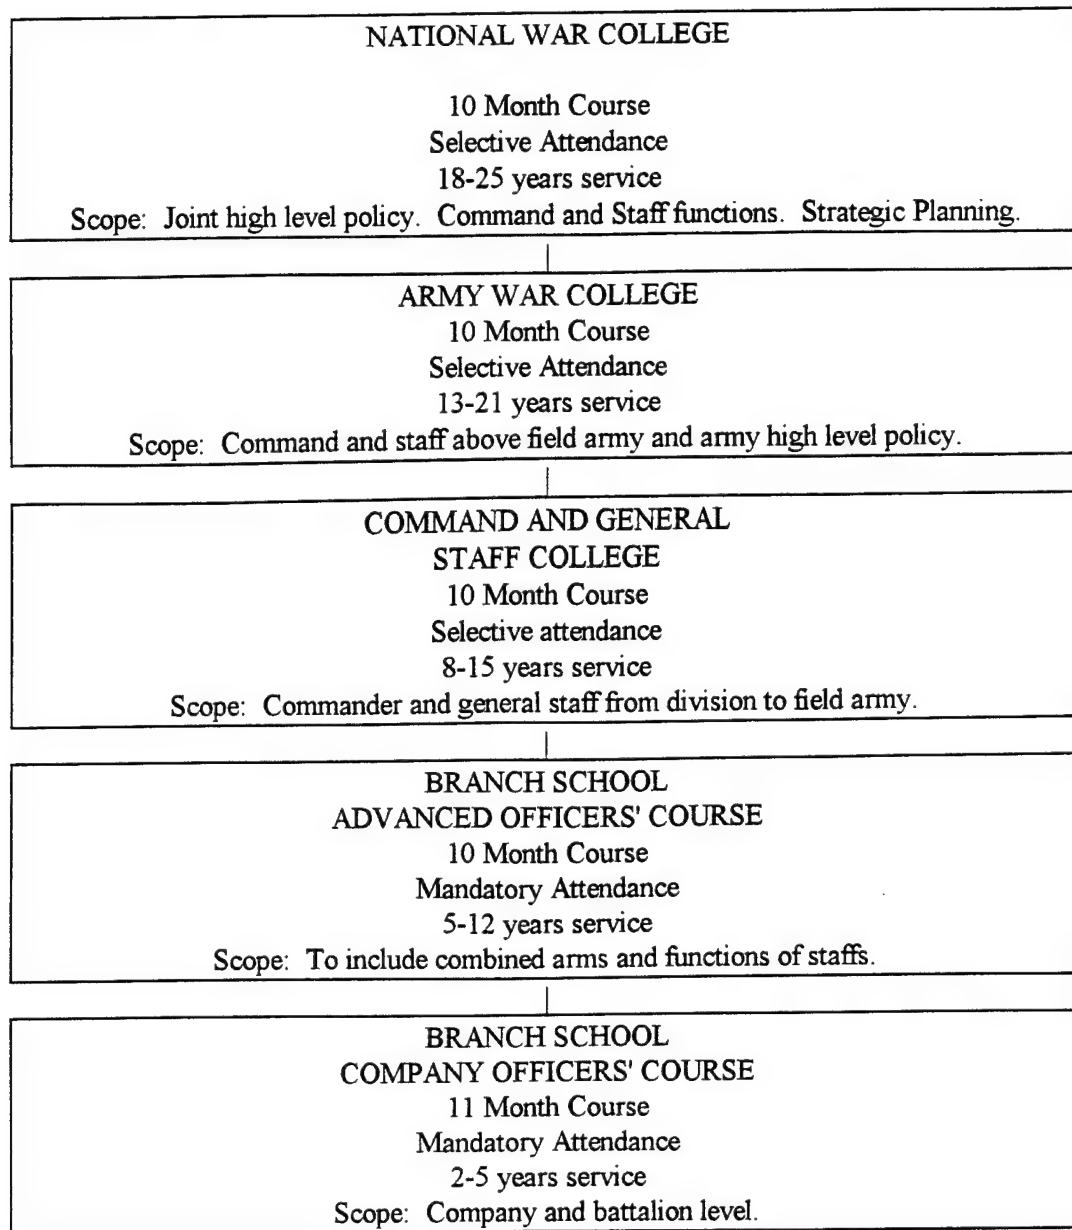 NATIONAL WAR COLLEGE
10 Month Course
Selective Attendance
18-25 years service
Scope: Joint high level policy. Command and Staff functions. Strategic Planning.
ARMY WAR COLLEGE
10 Month Course
Selective Attendance
13-21 years service
Scope: Command and staff above field army and army high level policy.
COMMAND AND GENERAL
STAFF COLLEGE
10 Month Course
Selective attendance
8-15 years service
Scope: Commander and general staff from division to field army.
BRANCH SCHOOL
ADVANCED OFFICERS' COURSE
10 Month Course
Mandatory Attendance
5-12 years service
Scope: To include combined arms and functions of staffs.
BRANCH SCHOOL
COMPANY OFFICERS' COURSE
11 Month Course
Mandatory Attendance
2-5 years service
Scope: Company and battalion level.